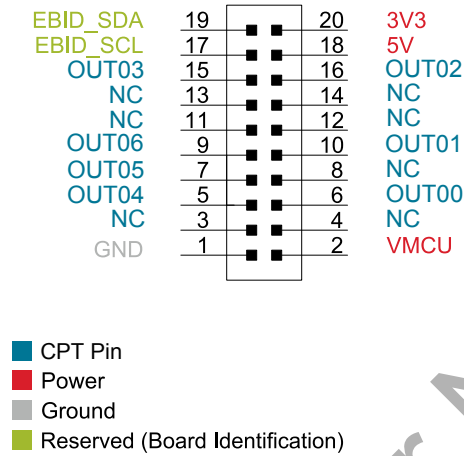 EBID_SDA 19 20 3V3
EBID_SCL 17 18 5V
OUT03 15 16 OUT02
NC 13 14 NC
NC 11 12 NC
OUT06 9 10 OUT01
OUT05 7 8 NC
OUT04 5 6 OUT00
NC 3 4 NC
GND 1 2 VMCU
CPT Pin
Power
Ground
Reserved (Board Identification)